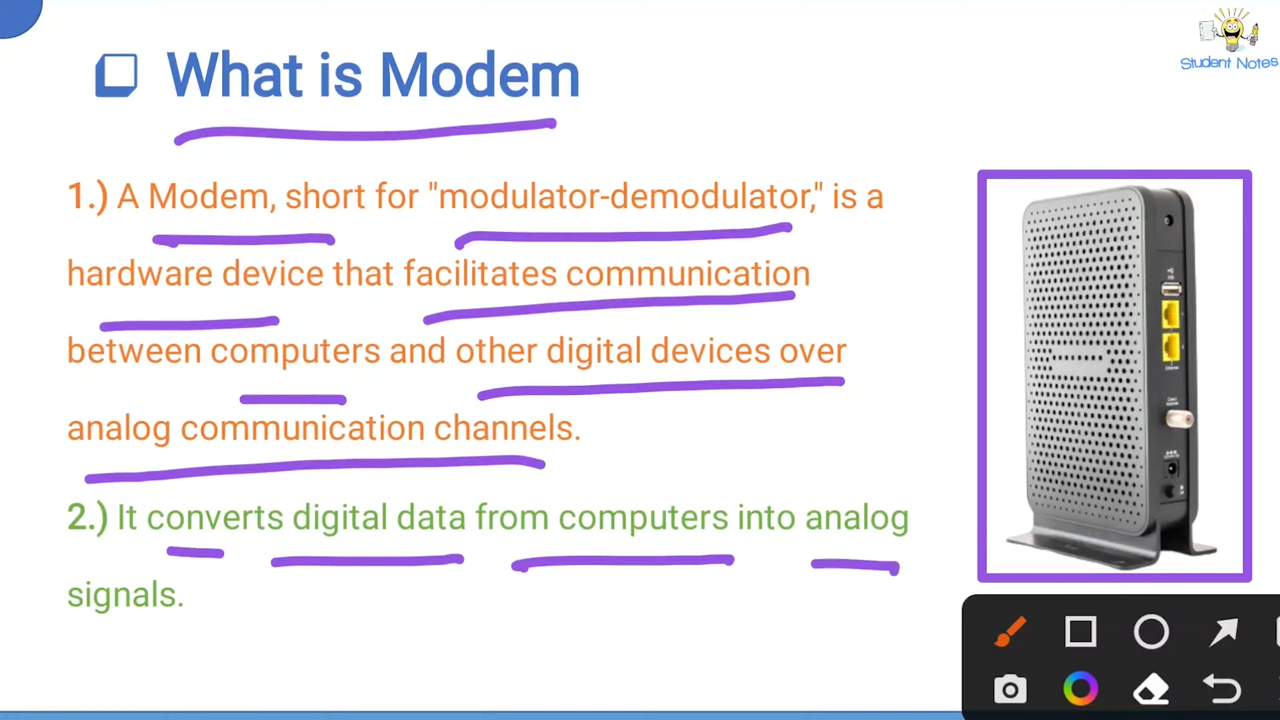 Student Notes
What is Modem
1.) A Modem, short for "modulator-demodulator," is a
hardware device that facilitates communication
between computers and other digital devices over
analog communication channels.
2.) It converts digital data from computers into analog
signals.